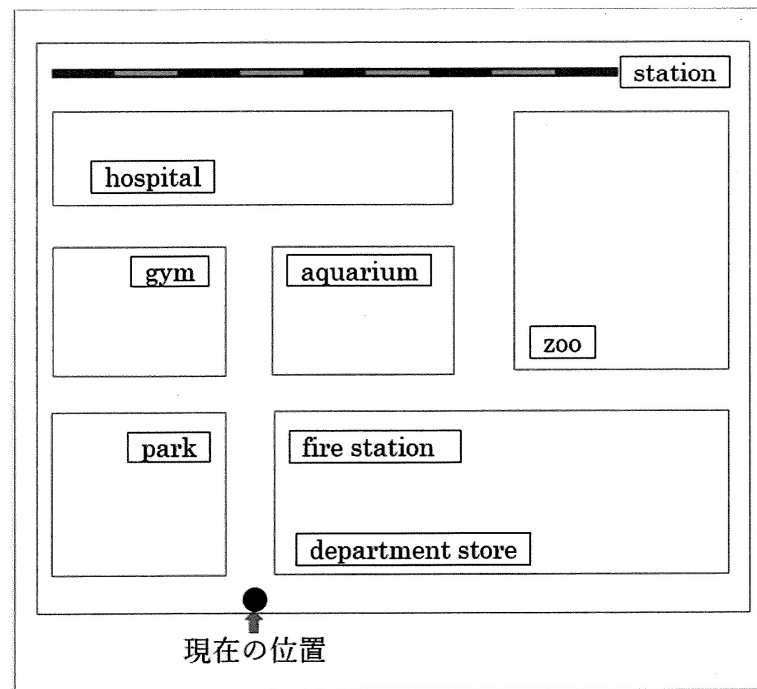 station
hospital
gym
aquarium
zoo
park
fire station
department store
現在の位置